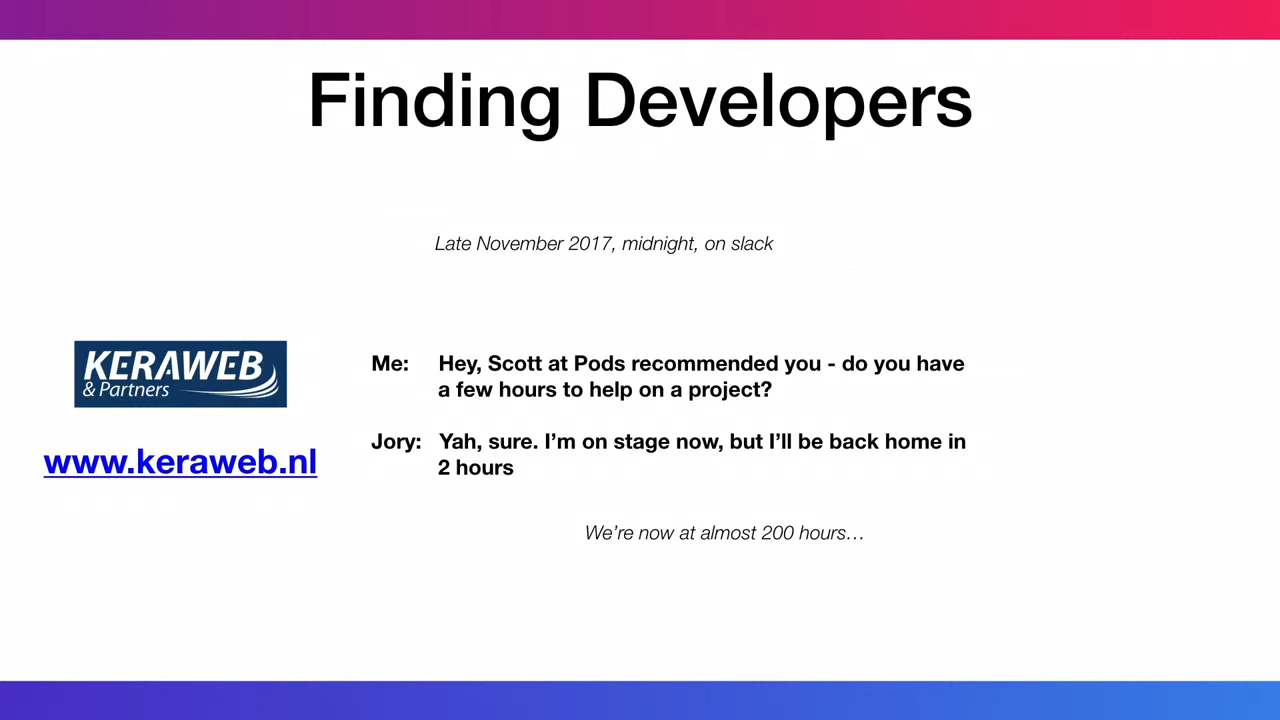 Finding Developers
Late November 2017, midnight, on slack
KERAWEB
& Partners
www.keraweb.nl
Me: Hey, Scott at Pods recommended you - do you have
a few hours to help on a project?
Jory: Yah, sure. I’m on stage now, but I’ll be back home in
2 hours
We’re now at almost 200 hours…